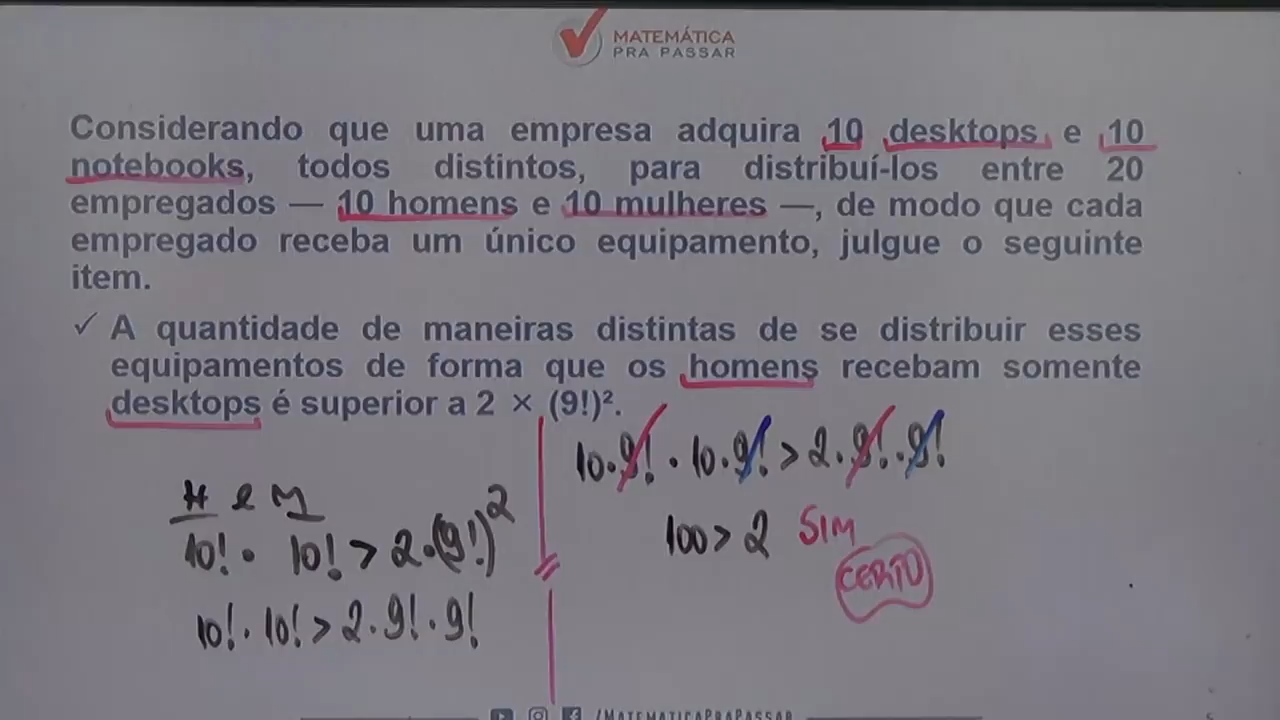 MATEMÁTICA
PRA PASSAR
Considerando que uma empresa adquira 10 desktops e 10
notebooks, todos distintos, para distribuí-los entre 20
empregados — 10 homens e 10 mulheres —, de modo que cada
empregado receba um único equipamento, julgue o seguinte
item.
✓ A quantidade de maneiras distintas de se distribuir esses
equipamentos de forma que os homens recebam somente
desktops é superior a 2 × (9!)².
H e M
10! · 10! > 2·(9!)²
10! · 10! > 2 · 9! · 9!
10·9! · 10·9! > 2·9!·9!
100 > 2 SIM
CERTO
/MATEMATICAPRAPASSAR